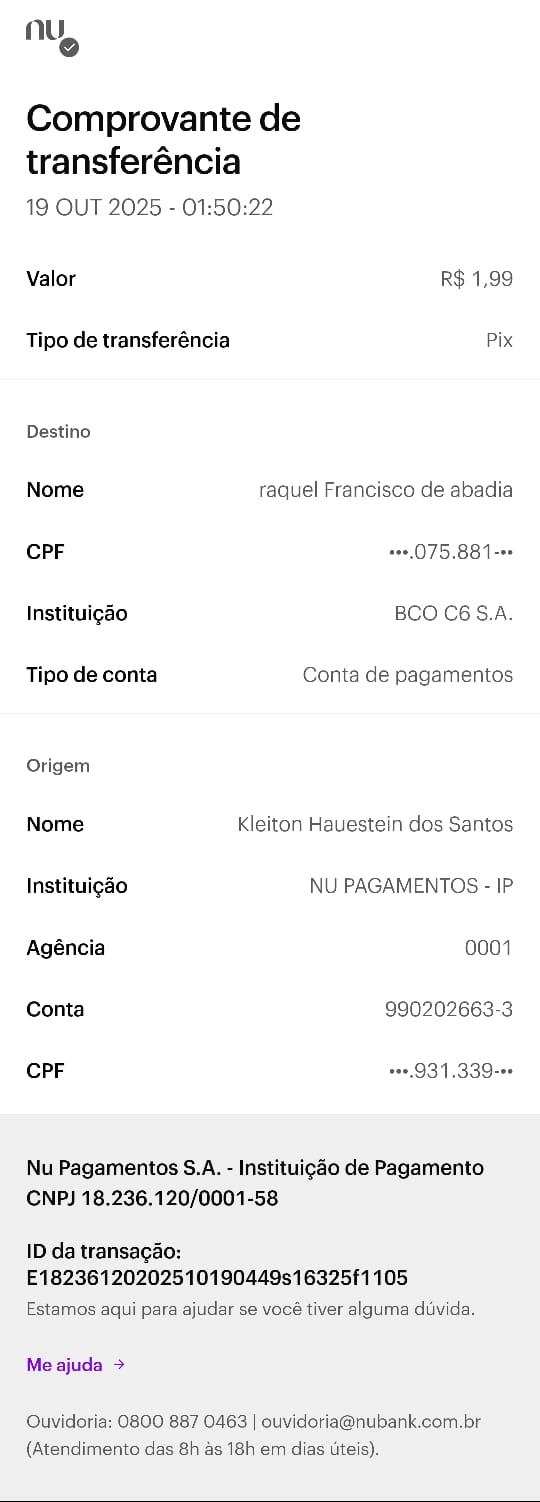 nu
Comprovante de
transferência
19 OUT 2025 - 01:50:22
Valor R$ 1,99
Tipo de transferência Pix
Destino
Nome raquel Francisco de abadia
CPF •••.075.881-••
Instituição BCO C6 S.A.
Tipo de conta Conta de pagamentos
Origem
Nome Kleiton Hauestein dos Santos
Instituição NU PAGAMENTOS - IP
Agência 0001
Conta 990202663-3
CPF •••.931.339-••
Nu Pagamentos S.A. - Instituição de Pagamento
CNPJ 18.236.120/0001-58
ID da transação:
E18236120202510190449s16325f1105
Estamos aqui para ajudar se você tiver alguma dúvida.
Me ajuda →
Ouvidoria: 0800 887 0463 | ouvidoria@nubank.com.br
(Atendimento das 8h às 18h em dias úteis).